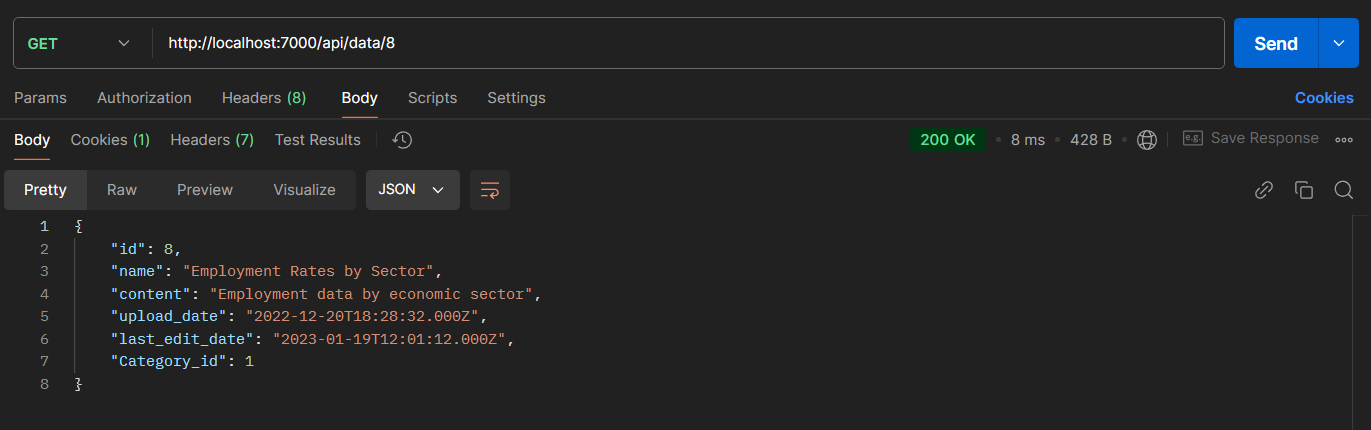 GET http://localhost:7000/api/data/8 Send
Params Authorization Headers (8) Body Scripts Settings Cookies
Body Cookies (1) Headers (7) Test Results 200 OK • 8 ms • 428 B • e.g. Save Response
Pretty Raw Preview Visualize JSON
1 {
2 "id": 8,
3 "name": "Employment Rates by Sector",
4 "content": "Employment data by economic sector",
5 "upload_date": "2022-12-20T18:28:32.000Z",
6 "last_edit_date": "2023-01-19T12:01:12.000Z",
7 "Category_id": 1
8 }